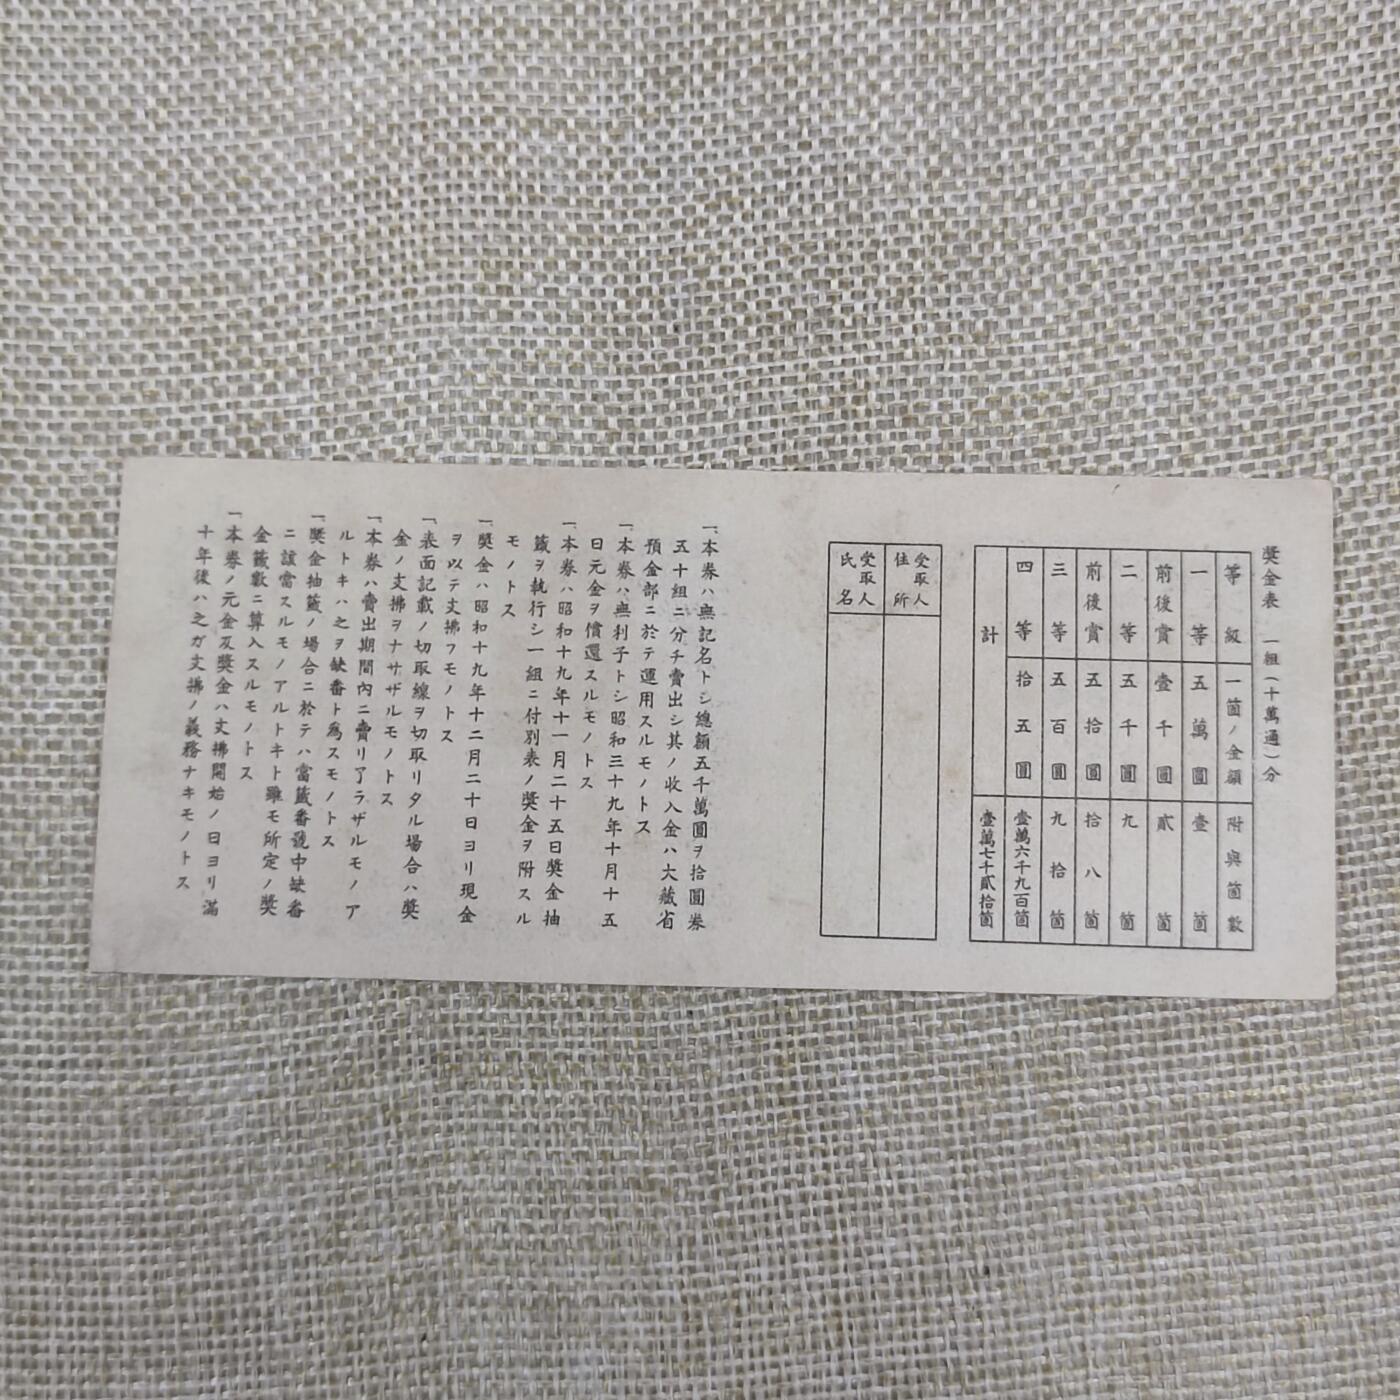 奬金表 一組(十萬通)分
等級 一箇ノ金額 附與箇數
一等 五萬圓 壹箇
前後賞 壹千圓 貳箇
二等 五千圓 九箇
前後賞 五拾圓 拾八箇
三等 五百圓 九拾箇
四等 拾五圓 壹萬六千九百箇
計 壹萬七千貳拾箇
受取人住所
受取人氏名
一、本券ハ無記名トシ總額五千萬圓ヲ拾圓券
五十組ニ分チ賣出シ其ノ收入金ハ大藏省
預金部ニ於テ運用スルモノトス
一、本券ハ無利子トシ昭和三十九年十月十五
日元金ヲ償還スルモノトス
一、本券ハ昭和十九年十一月二十五日奬金抽
籤ヲ執行シ一組ニ付別表ノ奬金ヲ附スル
モノトス
一、奬金ハ昭和十九年十二月二十日ヨリ現金
ヲ以テ支拂フモノトス
一、表面記載ノ切取線ヲ切取リタル場合ハ奬
金ノ支拂ヲナサザルモノトス
一、本券ハ賣出期間內ニ賣リ了ラザルモノア
ルトキハ之ヲ缺番ト爲スモノトス
一、奬金抽籤ノ場合ニ於テハ當籤番號中缺番
ニ該當スルモノアルトキト雖モ所定ノ奬
金籤數ニ算入スルモノトス
一、本券ノ元金及奬金ハ支拂開始ノ日ヨリ滿
十年後ハ之ガ支拂ノ義務ナキモノトス